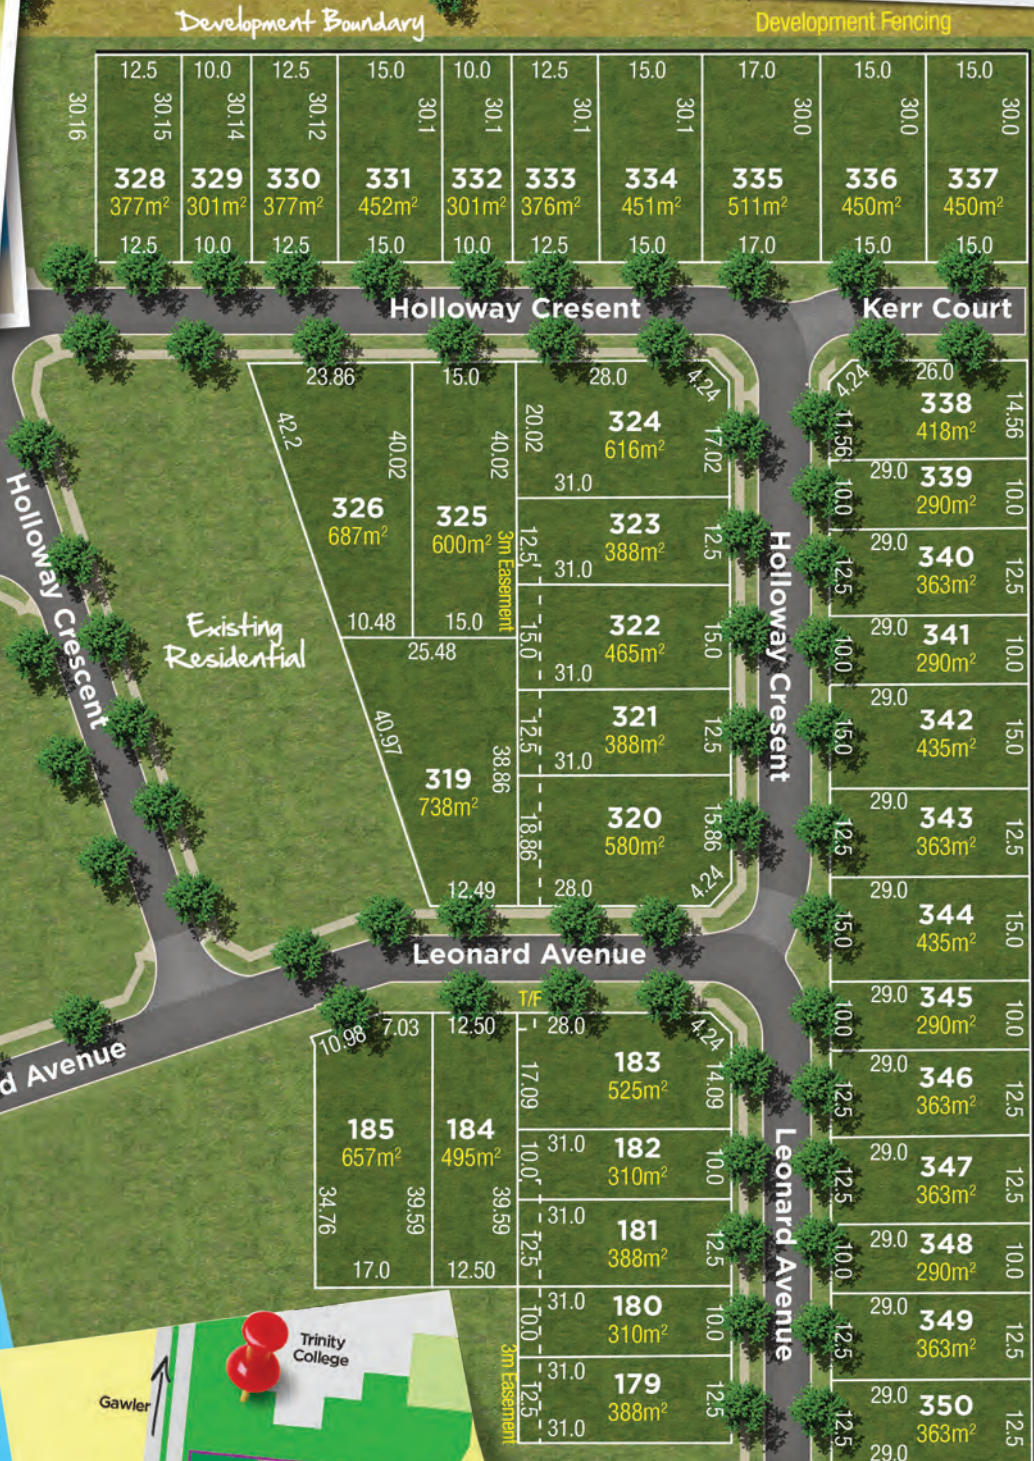 Development Boundary
Development Fencing
12.5 10.0 12.5 15.0 10.0 12.5 15.0 17.0 15.0 15.0
30.16 30.15 30.14 30.12 30.1 30.1 30.1 30.1 30.0 30.0 30.0
328 329 330 331 332 333 334 335 336 337
377m² 301m² 377m² 452m² 301m² 376m² 451m² 511m² 450m² 450m²
12.5 10.0 12.5 15.0 10.0 12.5 15.0 17.0 15.0 15.0
Holloway Cresent
Kerr Court
23.86 15.0 28.0 4.24
42.2 40.02 40.02 20.02
324
616m²
17.02
31.0
326
687m²
325
600m²
3m Easement
10.48 15.0
12.5
323
388m²
12.5
31.0
15.0
322
465m²
15.0
31.0
12.5
321
388m²
12.5
31.0
18.86
320
580m²
15.86
28.0 4.24
25.48
40.97
319
738m²
38.86
12.49
Existing
Residential
Holloway Crescent
Holloway Cresent
4.24 26.0
338
418m²
11.56 14.56
29.0
339
290m²
10.0 10.0
29.0
340
363m²
12.5 12.5
29.0
341
290m²
10.0 10.0
29.0
342
435m²
15.0 15.0
29.0
343
363m²
12.5 12.5
29.0
344
435m²
15.0 15.0
29.0
345
290m²
10.0 10.0
29.0
346
363m²
12.5 12.5
29.0
347
363m²
12.5 12.5
29.0
348
290m²
10.0 10.0
29.0
349
363m²
12.5 12.5
29.0
350
363m²
12.5 12.5
29.0
Leonard Avenue
d Avenue
T/F
10.98 7.03 12.50 28.0 4.24
185
657m²
34.76 39.59
17.0
184
495m²
39.59
12.50
17.09
183
525m²
14.09
31.0
10.0
182
310m²
10.0
31.0
12.5
181
388m²
12.5
31.0
10.0
180
310m²
10.0
31.0
12.5
179
388m²
12.5
31.0
3m Easement
Leonard Avenue
Trinity
College
Gawler